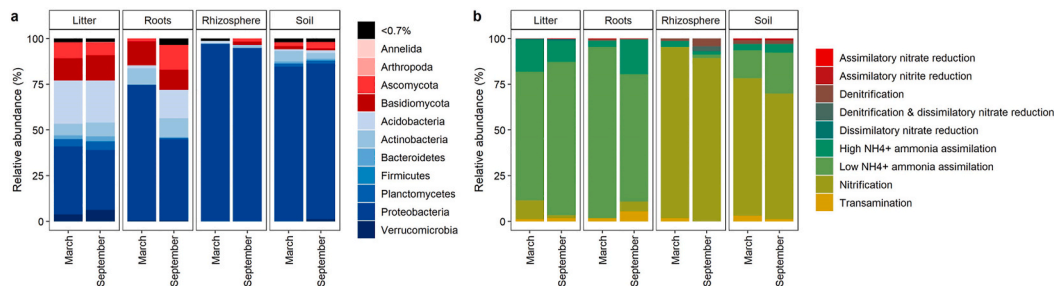 a
Litter
Roots
Rhizosphere
Soil
Relative abundance (%)
100
75
50
25
0
March
September
March
September
March
September
March
September
<0.7%
Annelida
Arthropoda
Ascomycota
Basidiomycota
Acidobacteria
Actinobacteria
Bacteroidetes
Firmicutes
Planctomycetes
Proteobacteria
Verrucomicrobia
b
Litter
Roots
Rhizosphere
Soil
Relative abundance (%)
100
75
50
25
0
March
September
March
September
March
September
March
September
Assimilatory nitrate reduction
Assimilatory nitrite reduction
Denitrification
Denitrification & dissimilatory nitrate reduction
Dissimilatory nitrate reduction
High NH4+ ammonia assimilation
Low NH4+ ammonia assimilation
Nitrification
Transamination